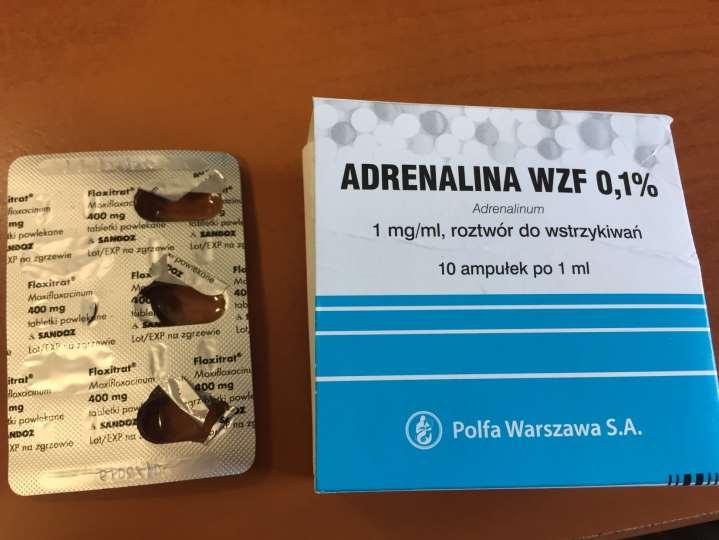 Floxitrat®
Moxifloxacinum
400 mg
tabletki powlekane
SANDOZ
Lot/EXP na zgrzewie
Floxitrat®
Moxifloxacinum
400 mg
tabletki powlekane
SANDOZ
Lot/EXP na zgrzewie
Floxitrat®
Moxifloxacinum
400 mg
tabletki
SANDOZ
Lot/EXP na zgrzewie
ADRENALINA WZF 0,1%
Adrenalinum
1 mg/ml, roztwór do wstrzykiwań
10 ampułek po 1 ml
Polfa Warszawa S.A.